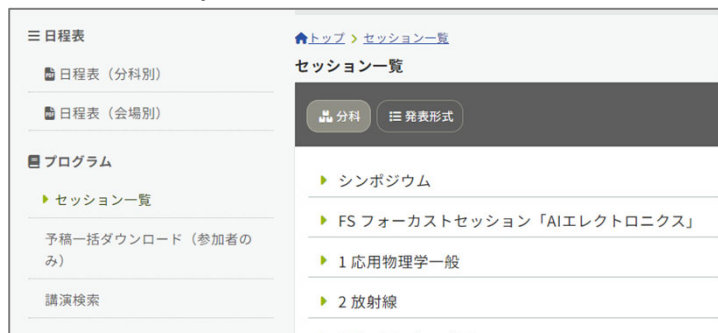 日程表
日程表（分科別）
日程表（会場別）
プログラム
セッション一覧
予稿一括ダウンロード（参加者の
み）
講演検索
トップ > セッション一覧
セッション一覧
分科 発表形式
シンポジウム
FS フォーカストセッション「AIエレクトロニクス」
1 応用物理学一般
2 放射線